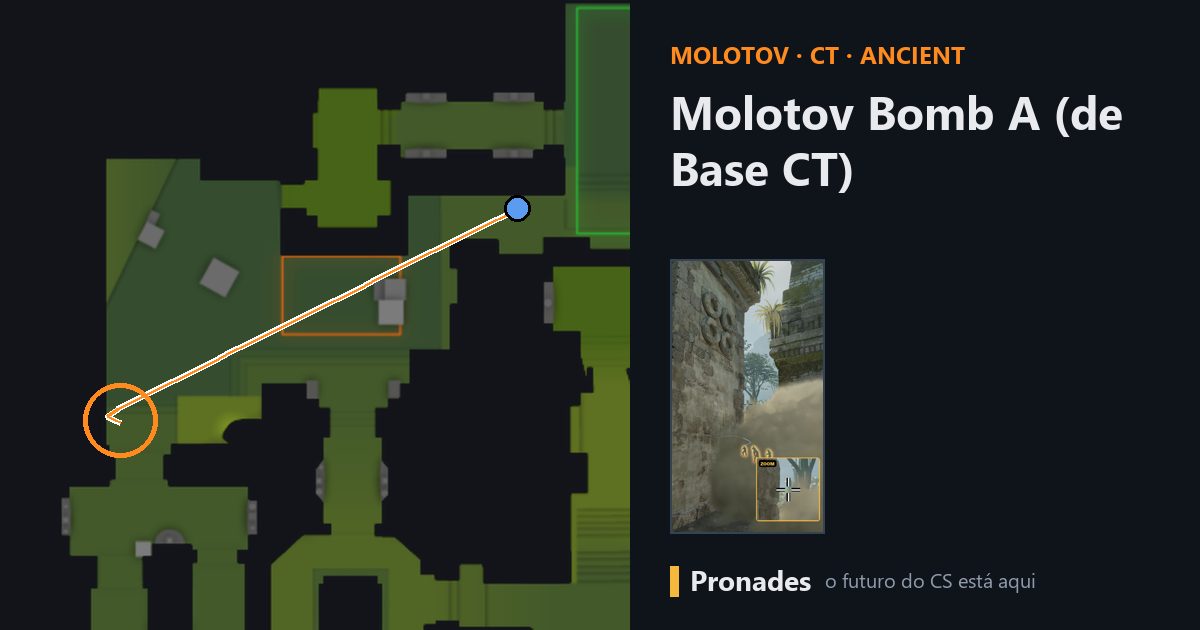 MOLOTOV · CT · ANCIENT
Molotov Bomb A (de
Base CT)
ZOOM
Pronades o futuro do CS está aqui